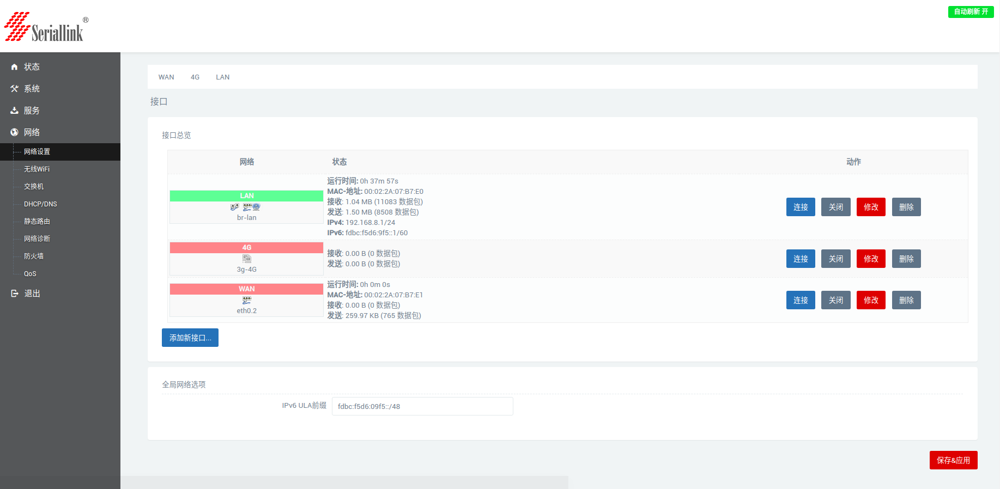 自动刷新 开
Seriallink®
状态
系统
服务
网络
网络设置
无线WiFi
交换机
DHCP/DNS
静态路由
网络诊断
防火墙
QoS
退出
WAN 4G LAN
接口
接口总览
网络 状态 动作
LAN
br-lan
运行时间: 0h 37m 57s
MAC-地址: 00:02:2A:07:B7:E0
接收: 1.04 MB (11083 数据包)
发送: 1.50 MB (8508 数据包)
IPv4: 192.168.8.1/24
IPv6: fdbc:f5d6:9f5::1/60
连接 关闭 修改 删除
4G
3g-4G
接收: 0.00 B (0 数据包)
发送: 0.00 B (0 数据包)
连接 关闭 修改 删除
WAN
eth0.2
运行时间: 0h 0m 0s
MAC-地址: 00:02:2A:07:B7:E1
接收: 0.00 B (0 数据包)
发送: 259.97 KB (765 数据包)
连接 关闭 修改 删除
添加新接口...
全局网络选项
IPv6 ULA前缀 fdbc:f5d6:09f5::/48
保存&应用